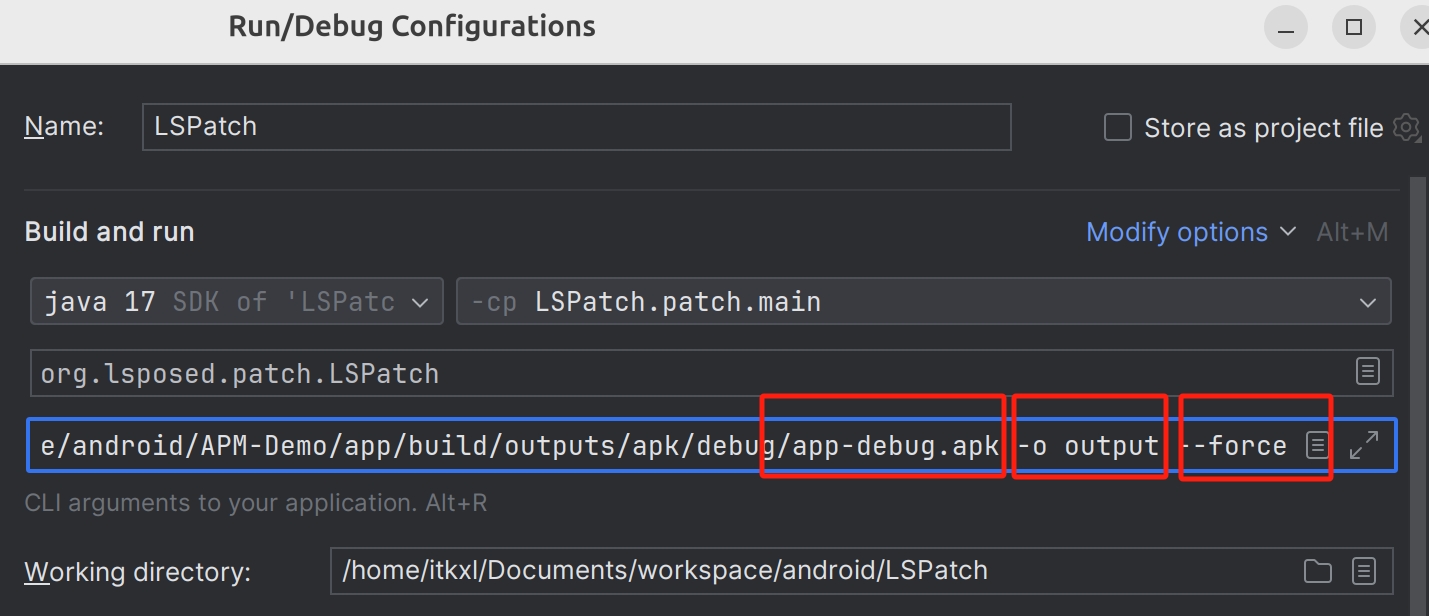 Run/Debug Configurations
Name: LSPatch Store as project file
Build and run Modify options Alt+M
java 17 SDK of 'LSPatc -cp LSPatch.patch.main
org.lsposed.patch.LSPatch
e/android/APM-Demo/app/build/outputs/apk/debug/app-debug.apk -o output --force
CLI arguments to your application. Alt+R
Working directory: /home/itkxl/Documents/workspace/android/LSPatch